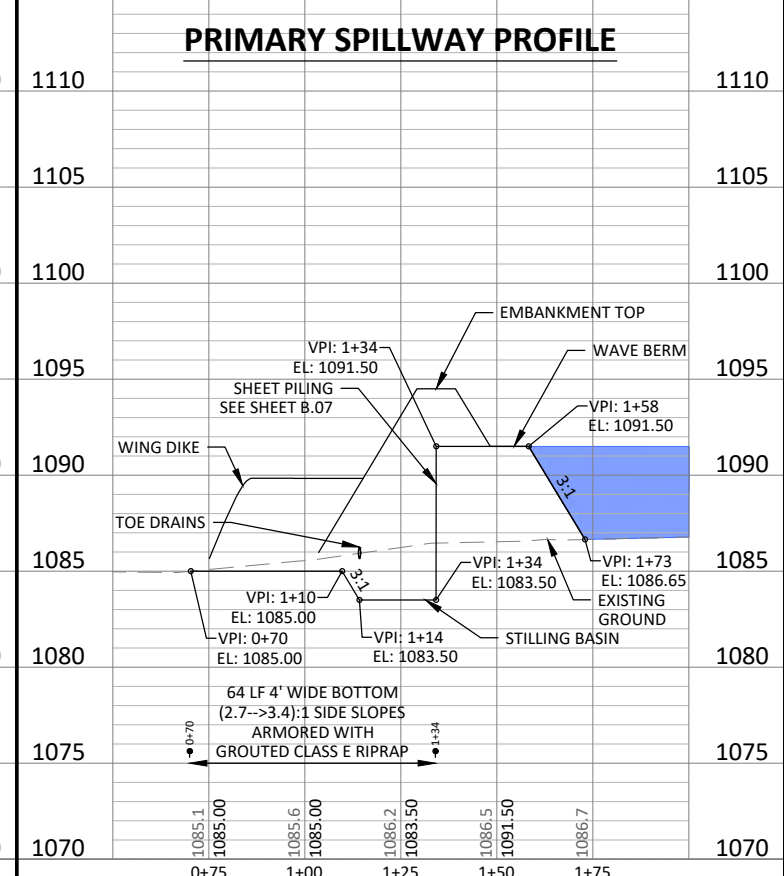 PRIMARY SPILLWAY PROFILE
1110
1110
1105
1105
1100
1100
EMBANKMENT TOP
VPI: 1+34
EL: 1091.50
WAVE BERM
1095
1095
SHEET PILING
SEE SHEET B.07
VPI: 1+58
EL: 1091.50
WING DIKE
1090
1090
3:1
TOE DRAINS
1085
1085
3:1
VPI: 1+34
EL: 1083.50
VPI: 1+73
EL: 1086.65
VPI: 1+10
EL: 1085.00
EXISTING
GROUND
VPI: 0+70
EL: 1085.00
VPI: 1+14
EL: 1083.50
STILLING BASIN
1080
1080
64 LF 4' WIDE BOTTOM
(2.7-->3.4):1 SIDE SLOPES
ARMORED WITH
GROUTED CLASS E RIPRAP
0+70
1+34
1075
1075
1085.1
1085.00
1085.6
1085.00
1086.2
1083.50
1086.5
1091.50
1086.7
1070
1070
0+75
1+00
1+25
1+50
1+75